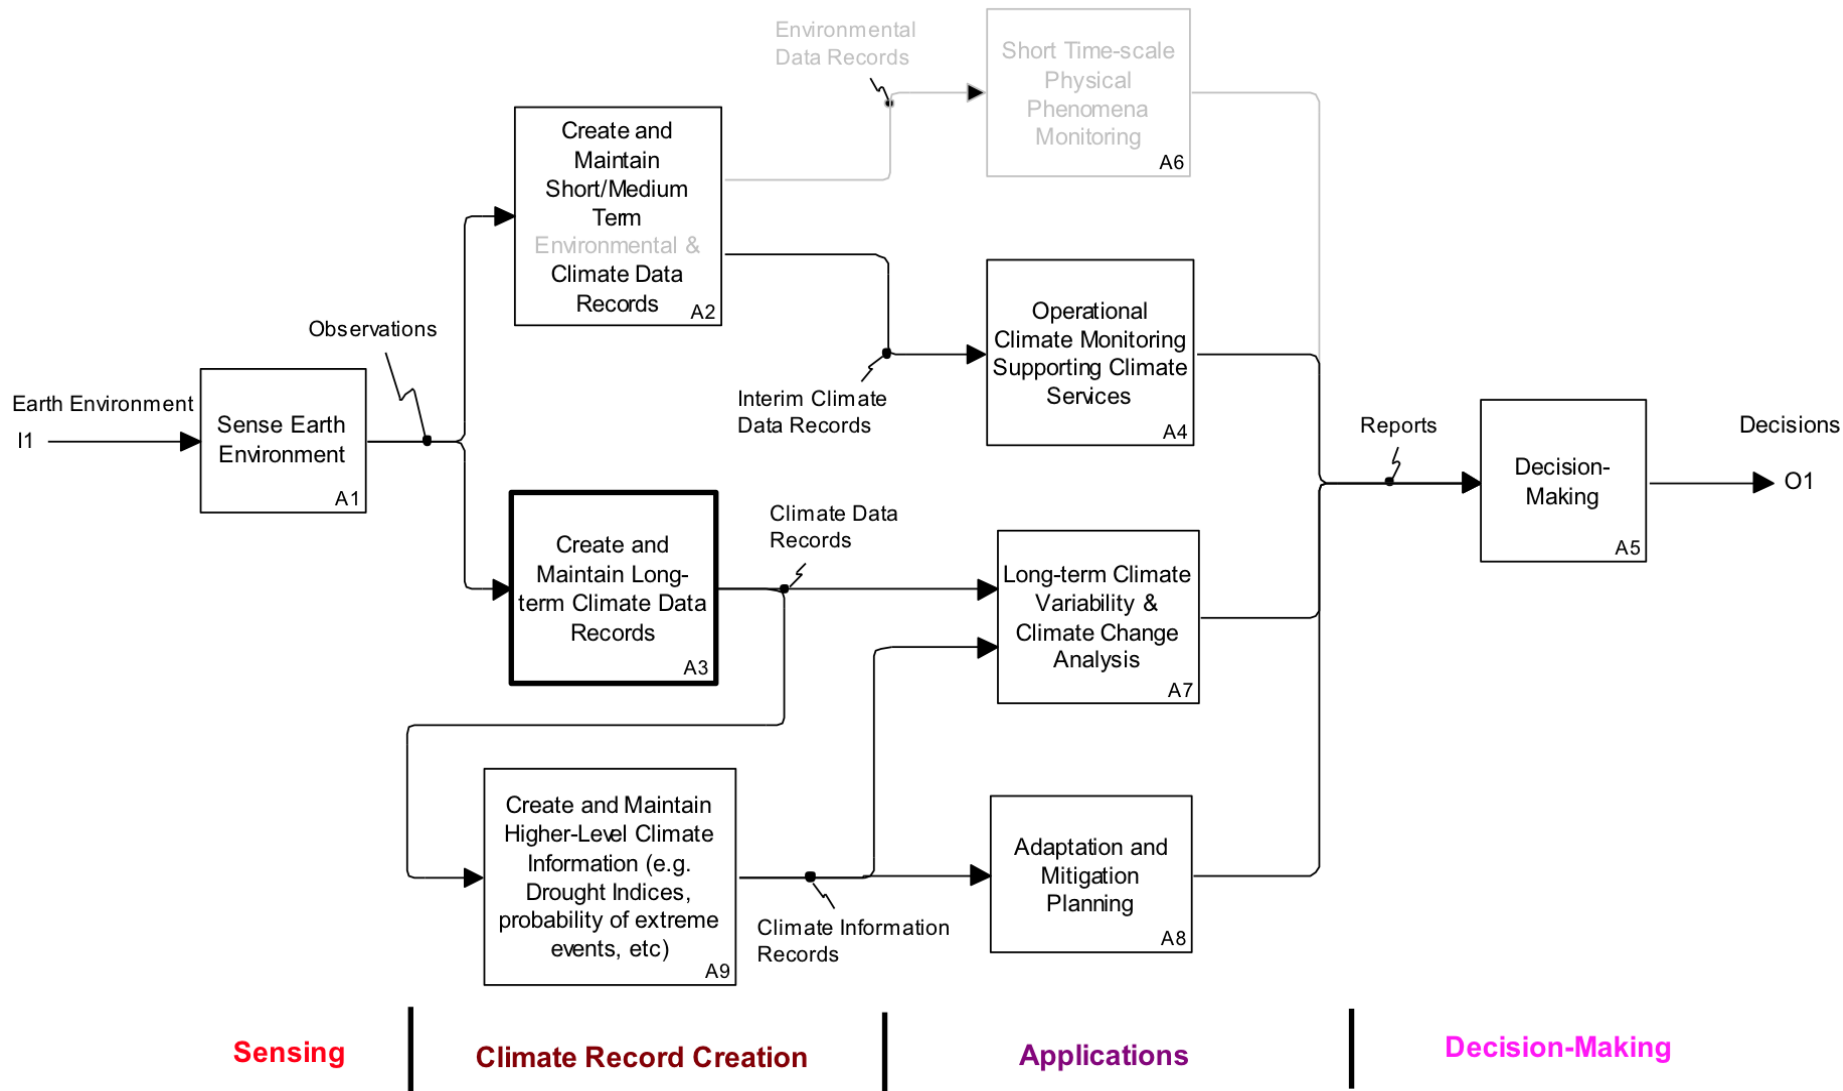 Environmental
Data Records
Short Time-scale
Physical
Phenomena
Monitoring
A6
Create and
Maintain
Short/Medium
Term
Environmental &
Climate Data
Records
A2
Operational
Climate Monitoring
Supporting Climate
Services
A4
Interim Climate
Data Records
Observations
Earth Environment
I1
Sense Earth
Environment
A1
Reports
Decision-
Making
A5
Decisions
O1
Create and
Maintain Long-
term Climate Data
Records
A3
Climate Data
Records
Long-term Climate
Variability &
Climate Change
Analysis
A7
Create and Maintain
Higher-Level Climate
Information (e.g.
Drought Indices,
probability of extreme
events, etc)
A9
Climate Information
Records
Adaptation and
Mitigation
Planning
A8
Sensing
Climate Record Creation
Applications
Decision-Making